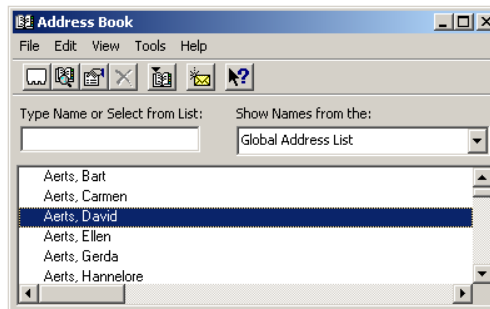 Address Book
File Edit View Tools Help
Type Name or Select from List: Show Names from the:
Global Address List
Aerts, Bart
Aerts, Carmen
Aerts, David
Aerts, Ellen
Aerts, Gerda
Aerts, Hannelore